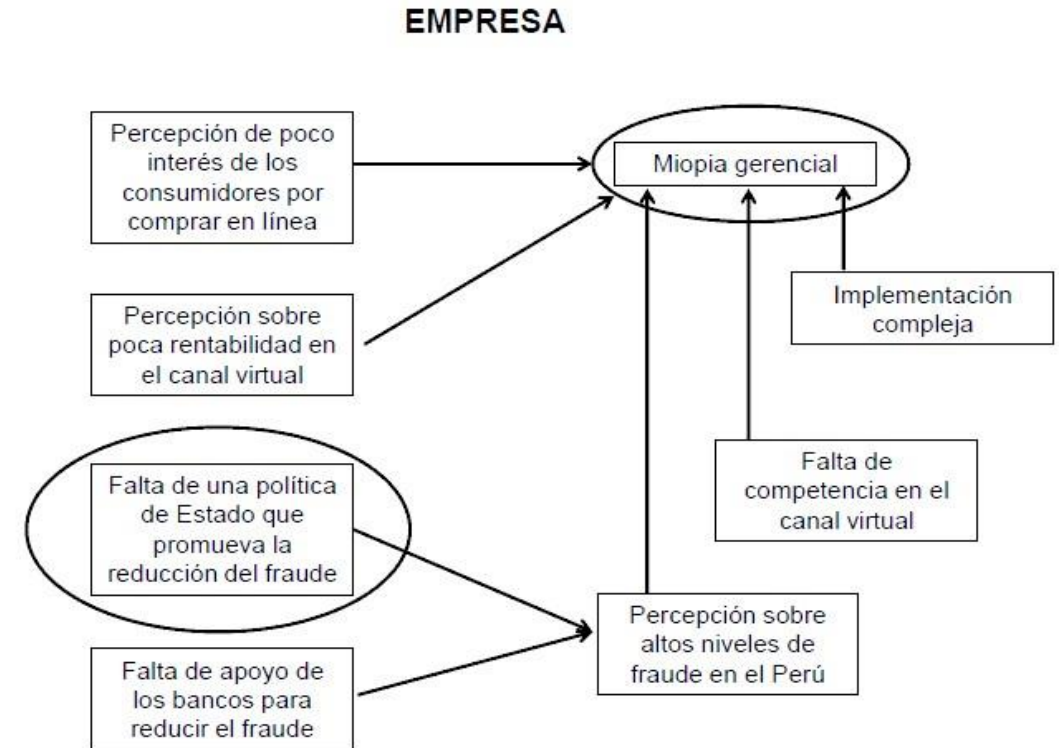 EMPRESA
Percepción de poco
interés de los
consumidores por
comprar en línea
Miopia gerencial
Percepción sobre
poca rentabilidad en
el canal virtual
Implementación
compleja
Falta de una política
de Estado que
promueva la
reducción del fraude
Falta de
competencia en el
canal virtual
Percepción sobre
altos niveles de
fraude en el Perú
Falta de apoyo de
los bancos para
reducir el fraude